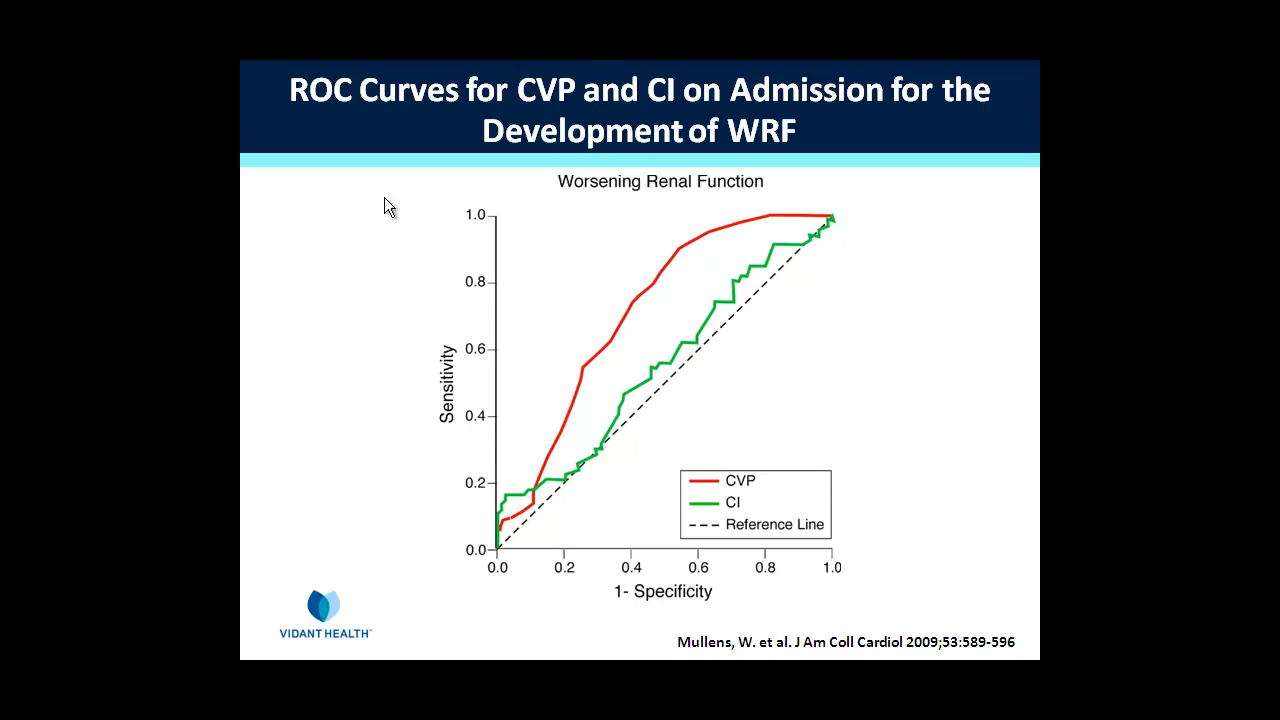 ROC Curves for CVP and CI on Admission for the
Development of WRF
Worsening Renal Function
1.0
0.8
0.6
0.4
0.2
0.0
Sensitivity
0.0 0.2 0.4 0.6 0.8 1.0
1- Specificity
CVP
CI
Reference Line
VIDANT HEALTH™
Mullens, W. et al. J Am Coll Cardiol 2009;53:589-596